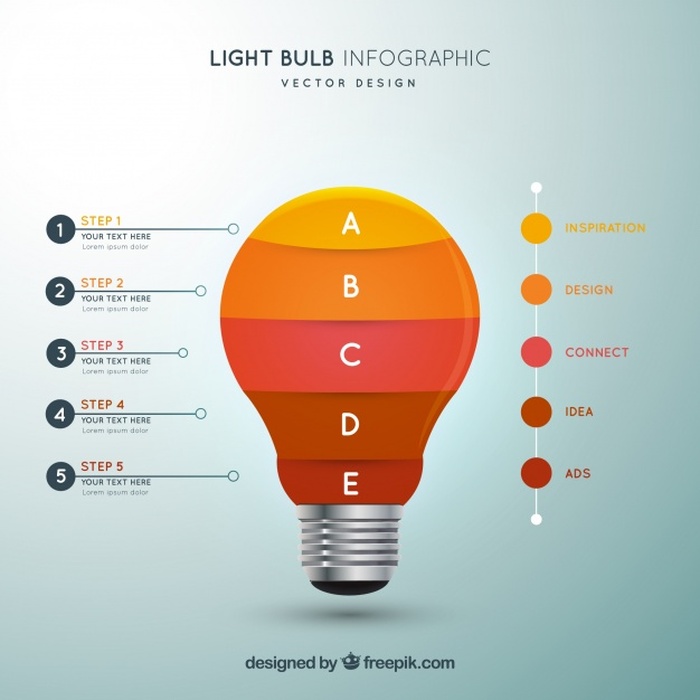 LIGHT BULB INFOGRAPHIC
VECTOR DESIGN
1
STEP 1
YOUR TEXT HERE
Lorem ipsum dolor
2
STEP 2
YOUR TEXT HERE
Lorem ipsum dolor
3
STEP 3
YOUR TEXT HERE
Lorem ipsum dolor
4
STEP 4
YOUR TEXT HERE
Lorem ipsum dolor
5
STEP 5
YOUR TEXT HERE
Lorem ipsum dolor
A
B
C
D
E
INSPIRATION
DESIGN
CONNECT
IDEA
ADS
designed by freepik.com